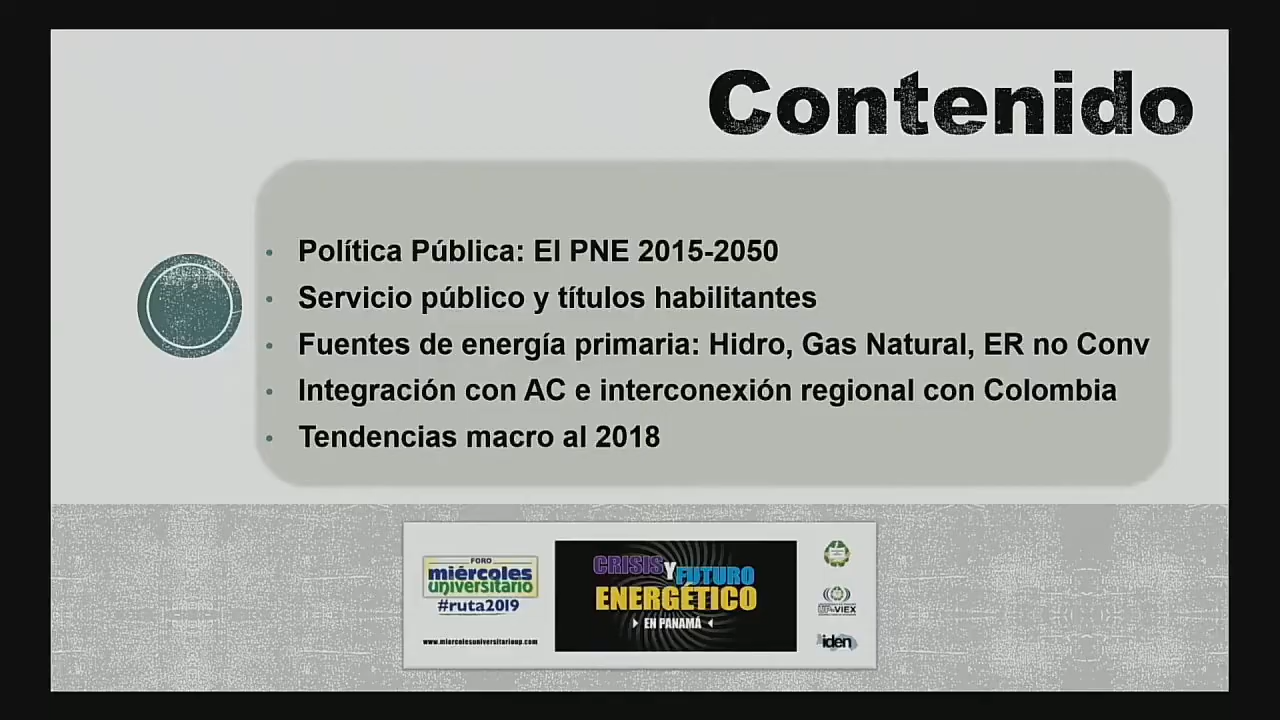 Contenido
Política Pública: El PNE 2015-2050
Servicio público y títulos habilitantes
Fuentes de energía primaria: Hidro, Gas Natural, ER no Conv
Integración con AC e interconexión regional con Colombia
Tendencias macro al 2018
FORO
miércoles
universitario
#ruta2019
www.miercolesuniversitarioup.com
CRISIS Y FUTURO
ENERGÉTICO
EN PANAMÁ
VIEX
iden